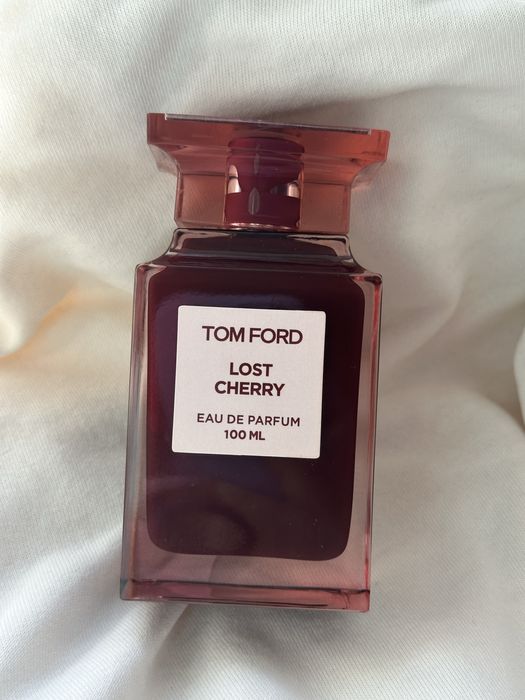 TOM FORD
LOST
CHERRY
EAU DE PARFUM
100 ML